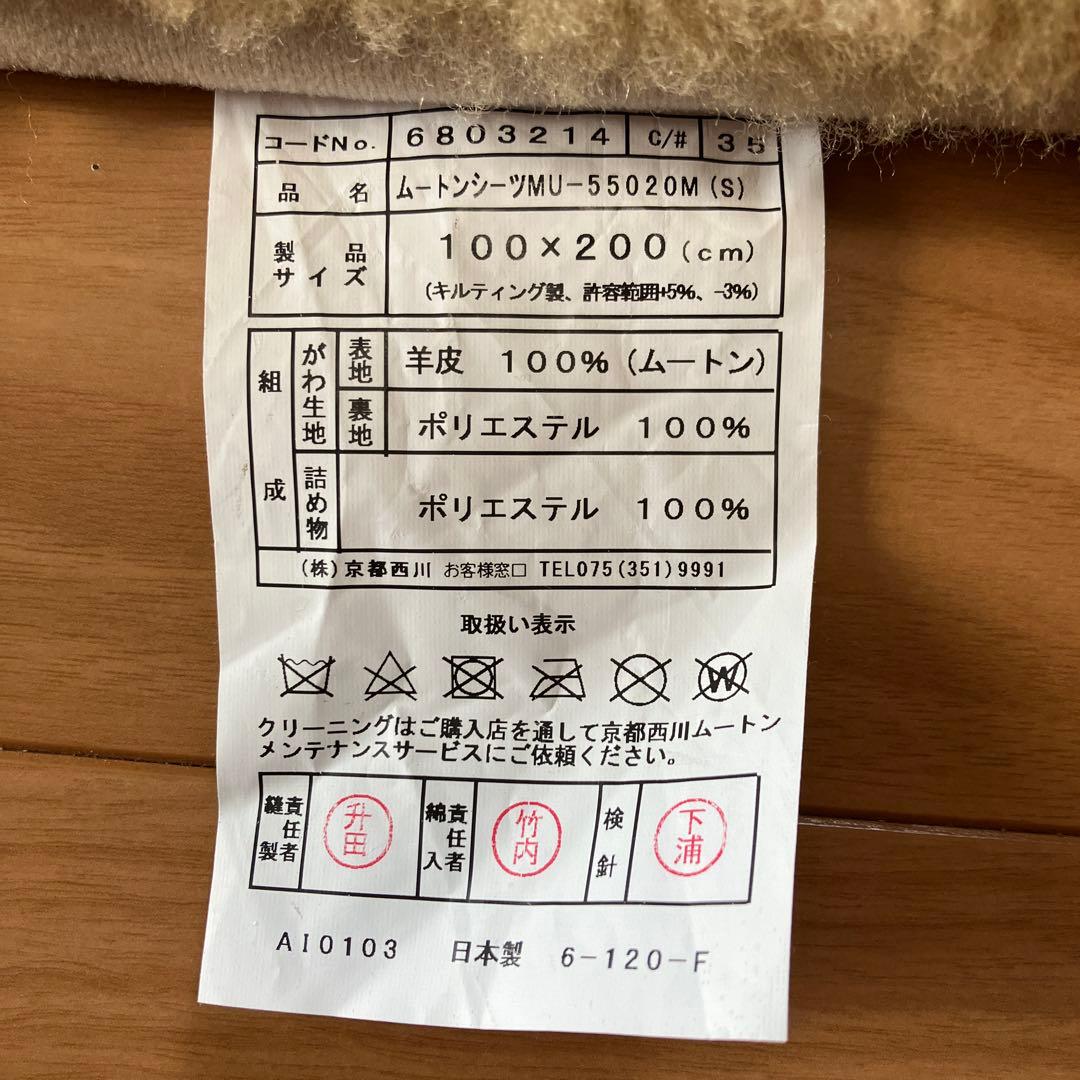 コードNo. 6803214 C/# 35
品名 ムートンシーツMU-55020M(S)
製品サイズ 100×200(cm)
(キルティング製、許容範囲+5%、-3%)
組成 がわ生地 表地 羊皮 100%(ムートン)
裏地 ポリエステル 100%
詰め物 ポリエステル 100%
(株)京都西川 お客様窓口 TEL075(351)9991
取扱い表示
W
クリーニングはご購入店を通して京都西川ムートン
メンテナンスサービスにご依頼ください。
縫製責任者 升田 綿入責任者 竹内 検針 下浦
AI0103 日本製 6-120-F